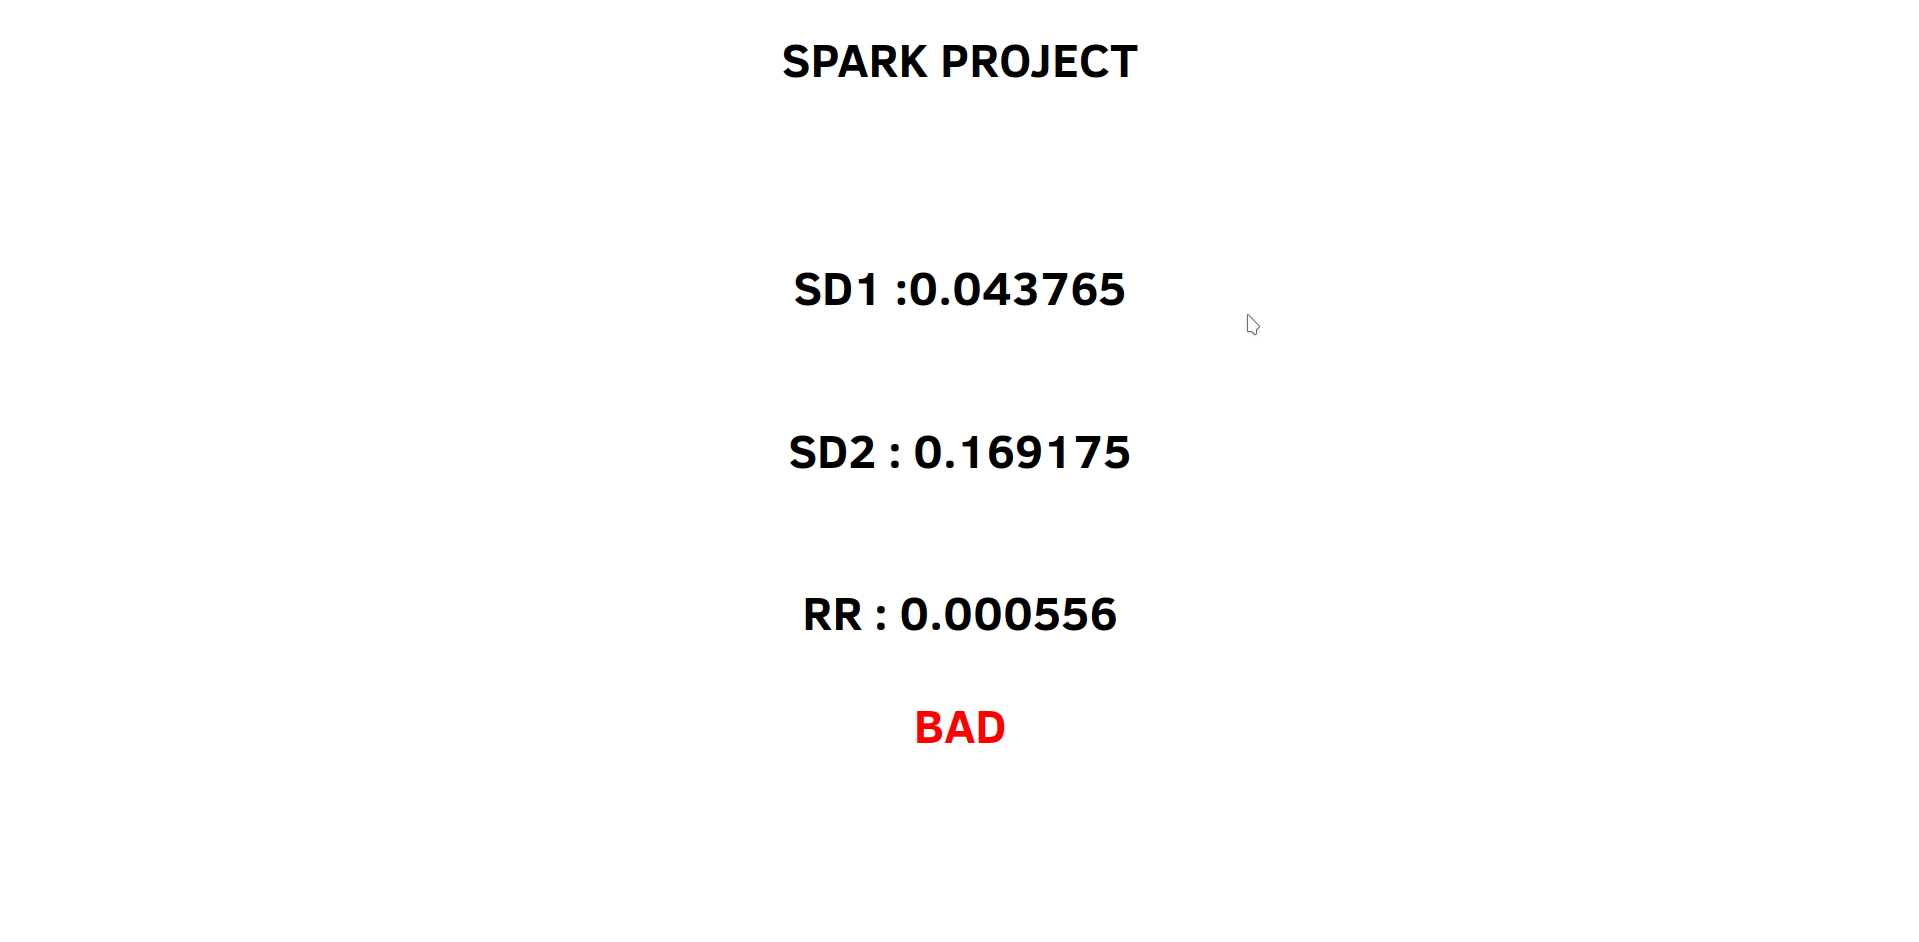 SPARK PROJECT
SD1 :0.043765
SD2 : 0.169175
RR : 0.000556
BAD